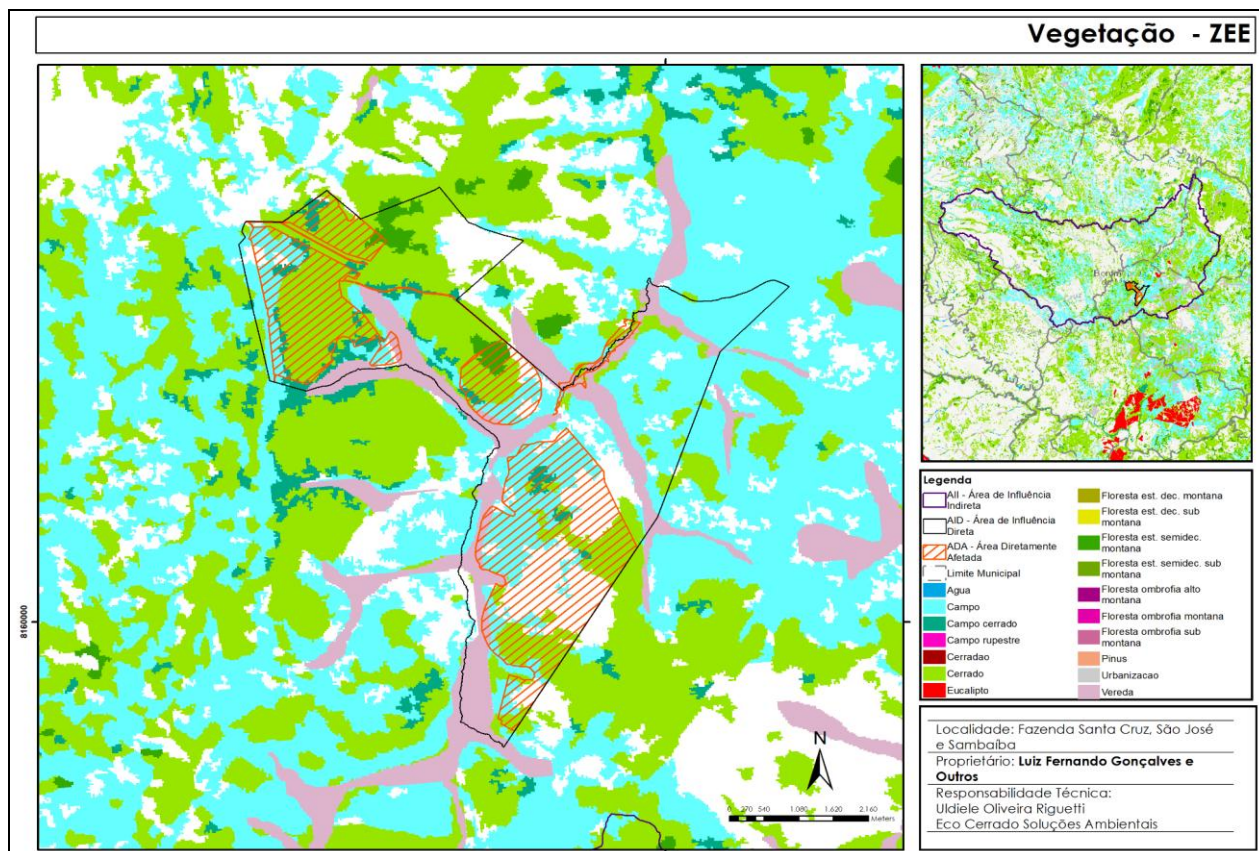 Vegetação - ZEE
8160000
N
0 270 540 1.080 1.620 2.160
Meters
Legenda
AII - Área de Influência
Indireta
AID - Área de Influência
Direta
ADA - Área Diretamente
Afetada
Limite Municipal
Agua
Campo
Campo cerrado
Campo rupestre
Cerradao
Cerrado
Eucalipto
Floresta est. dec. montana
Floresta est. dec. sub
montana
Floresta est. semidec.
montana
Floresta est. semidec. sub
montana
Floresta ombrofia alto
montana
Floresta ombrofia montana
Floresta ombrofia sub
montana
Pinus
Urbanizacao
Vereda
Localidade: Fazenda Santa Cruz, São José
e Sambaíba
Proprietário: Luiz Fernando Gonçalves e
Outros
Responsabilidade Técnica:
Uldiele Oliveira Riguetti
Eco Cerrado Soluções Ambientais